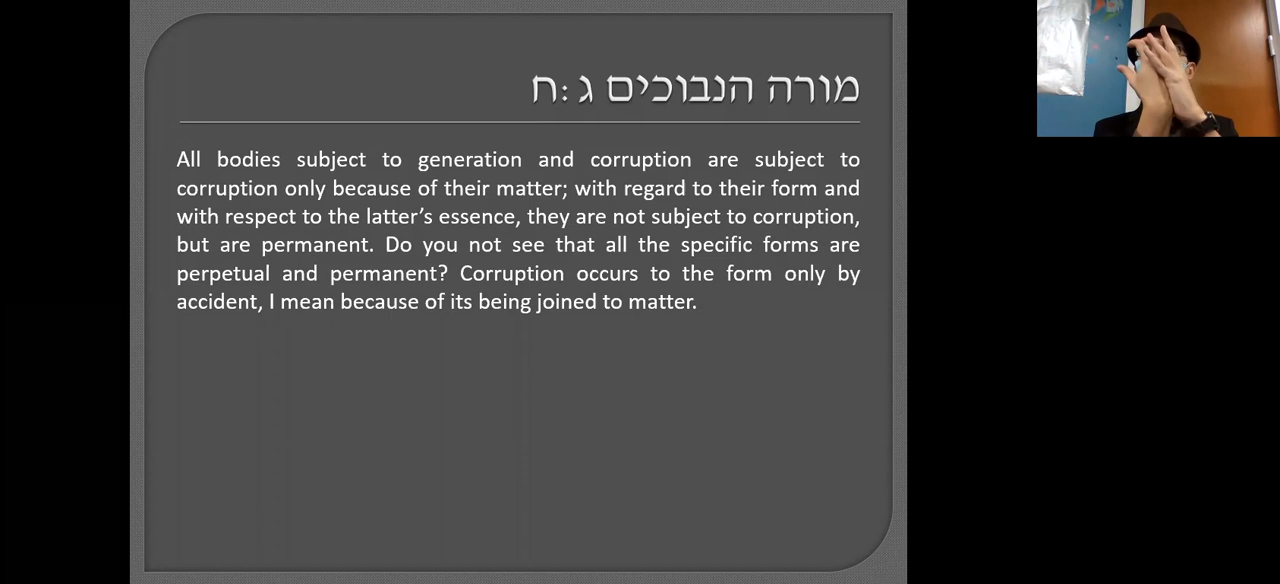 מורה הנבוכים ג :ח
All bodies subject to generation and corruption are subject to
corruption only because of their matter; with regard to their form and
with respect to the latter’s essence, they are not subject to corruption,
but are permanent. Do you not see that all the specific forms are
perpetual and permanent? Corruption occurs to the form only by
accident, I mean because of its being joined to matter.